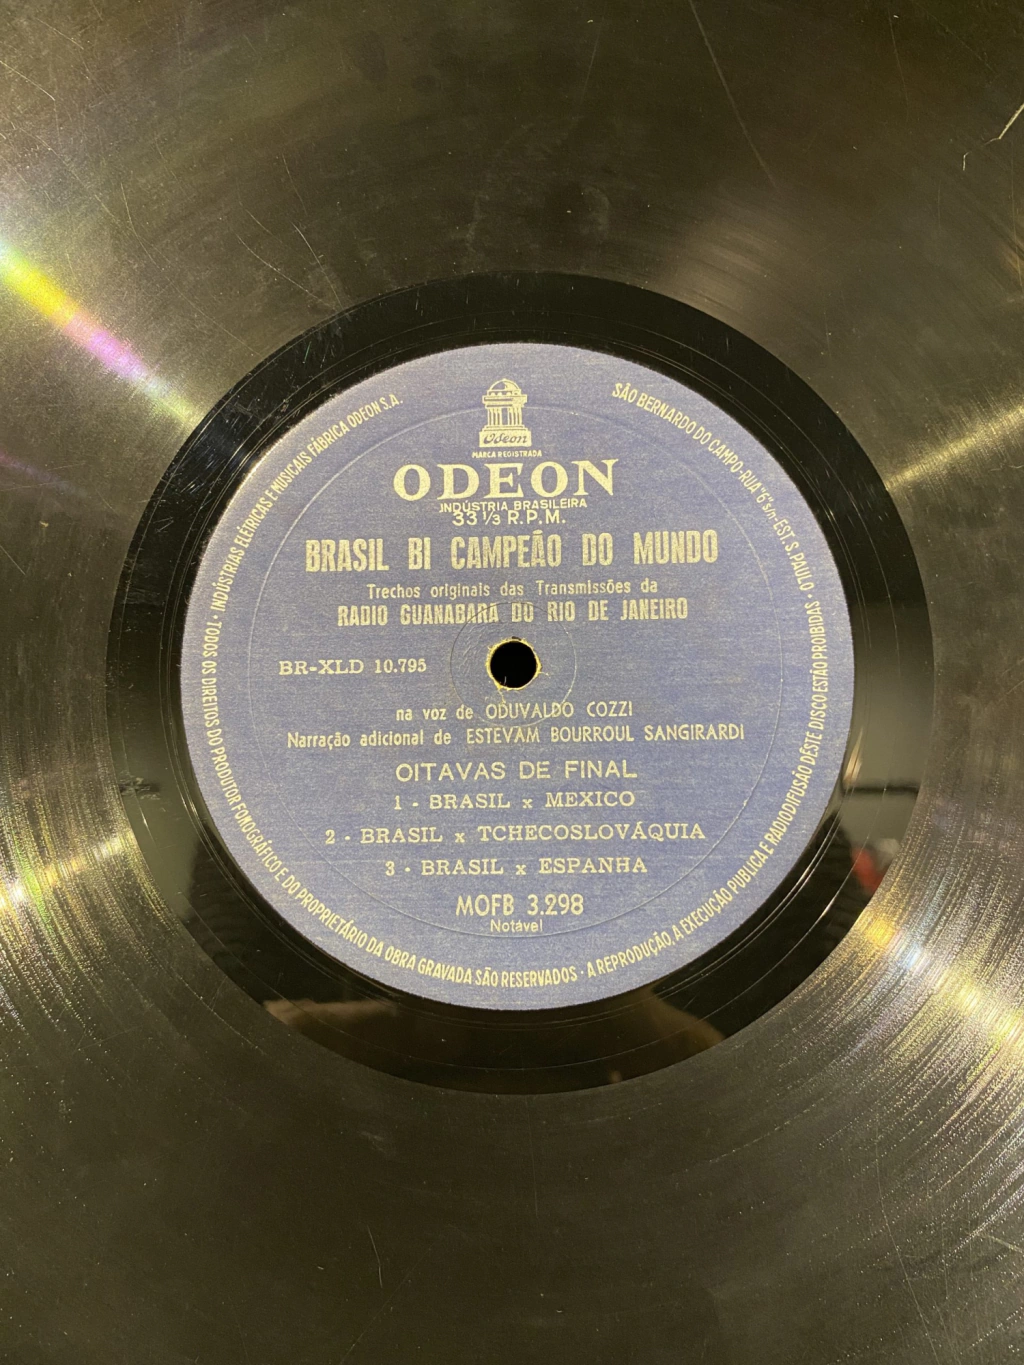 Odeon
MARCA REGISTRADA
ODEON
INDÚSTRIA BRASILEIRA
33 1/3 R.P.M.
BRASIL BI CAMPEÃO DO MUNDO
Trechos originais das Transmissões da
RADIO GUANABARA DO RIO DE JANEIRO
BR-XLD 10.795
na voz de ODUVALDO COZZI
Narração adicional de ESTEVAM BOURROUL SANGIRARDI
OITAVAS DE FINAL
1 - BRASIL x MEXICO
2 - BRASIL x TCHECOSLOVÁQUIA
3 - BRASIL x ESPANHA
MOFB 3.298
Notável
INDÚSTRIAS ELÉTRICAS E MUSICAIS FÁBRICA ODEON S.A.
SÃO BERNARDO DO CAMPO-RUA "6" s/n-EST. S. PAULO ·
TODOS OS DIREITOS DO PRODUTOR FONOGRÁFICO E DO PROPRIETÁRIO DA OBRA GRAVADA SÃO RESERVADOS · A REPRODUÇÃO, A EXECUÇÃO PUBLICA E RADIODIFUSÃO DÊSTE DISCO ESTÃO PROIBIDAS ·